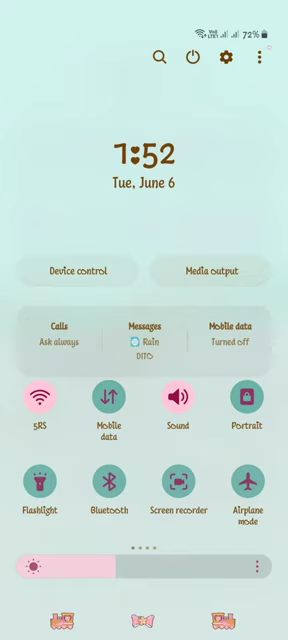 72%
1:52
Tue, June 6
Device control
Media output
Calls
Ask always
Messages
Rain
DITO
Mobile data
Turned off
5RS
Mobile
data
Sound
Portrait
Flashlight
Bluetooth
Screen recorder
Airplane
mode